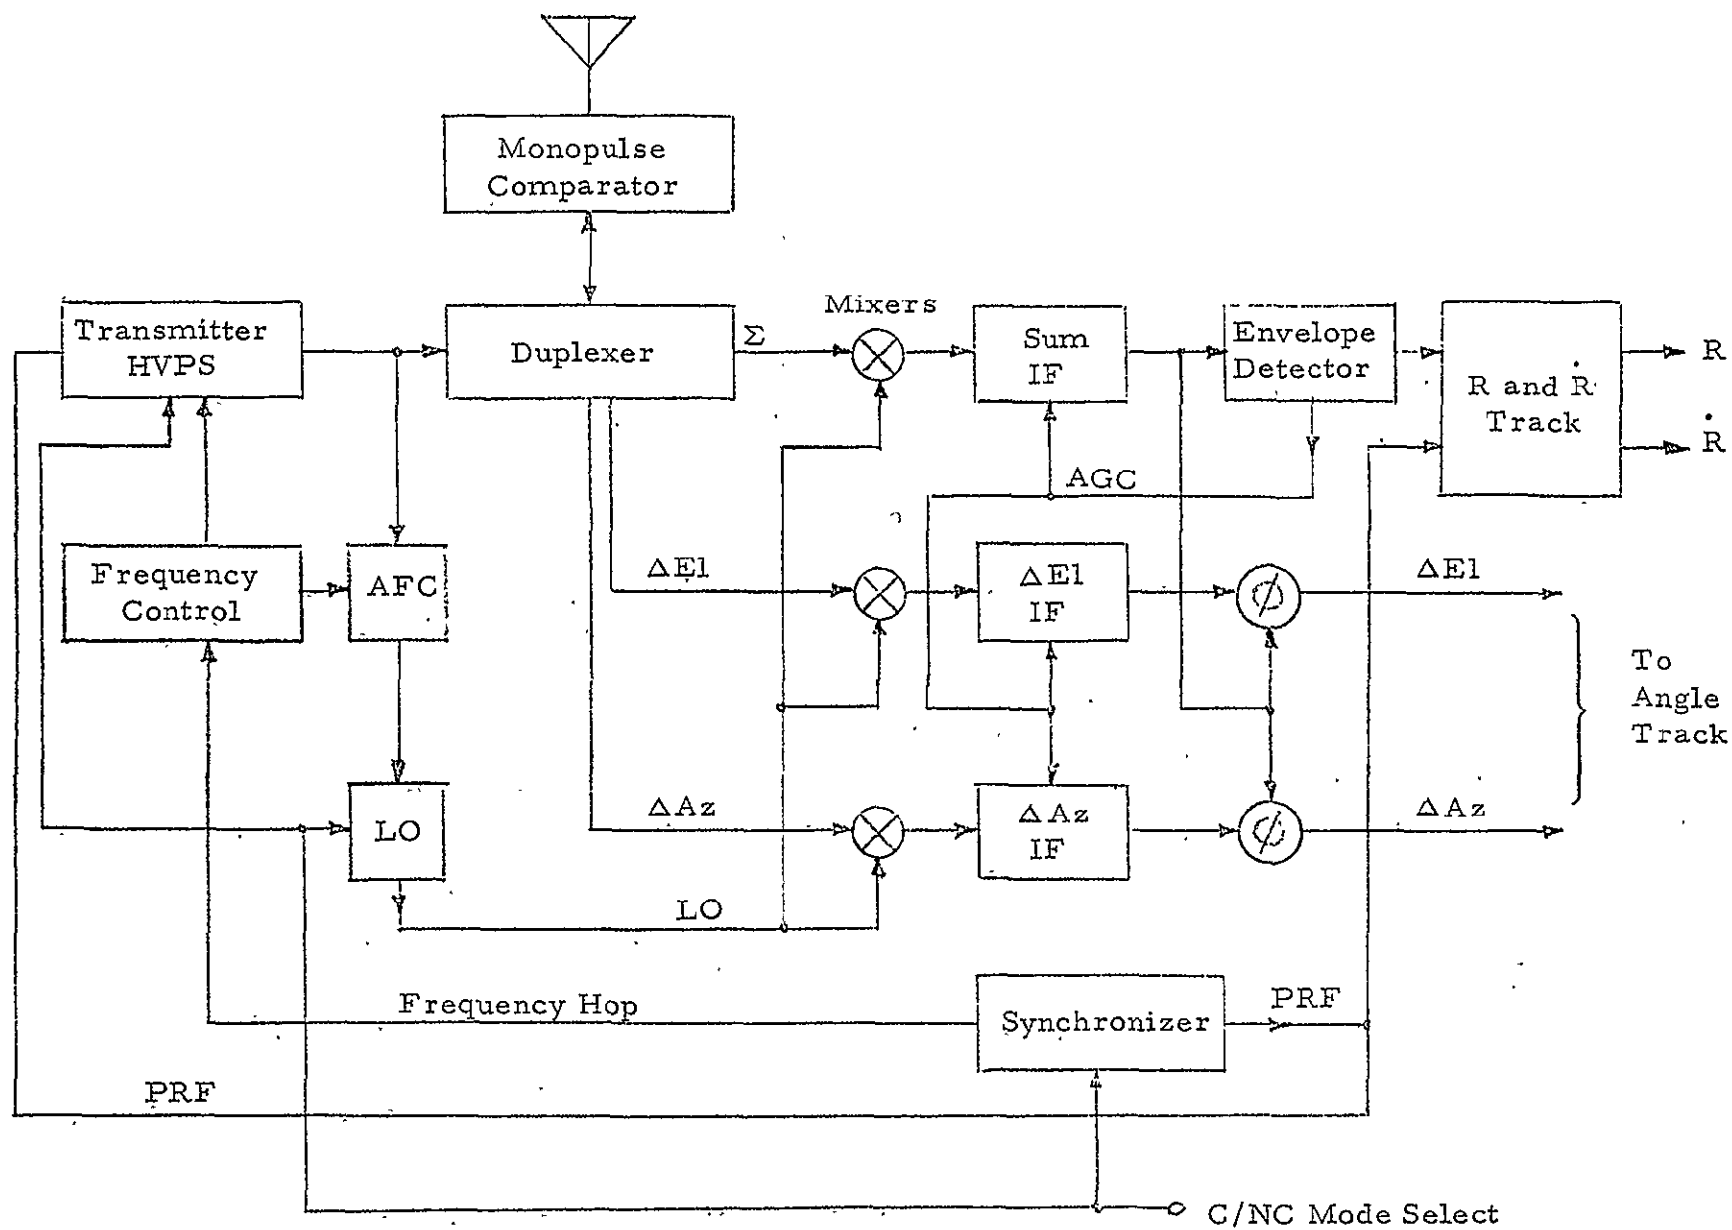 Monopulse
Comparator
Transmitter
HVPS
Duplexer
Σ
Mixers
Sum
IF
Envelope
Detector
R and Ṙ
Track
R
Ṙ
AGC
Frequency
Control
AFC
ΔEl
ΔEl
IF
ϕ
ΔEl
To
Angle
Track
LO
ΔAz
ΔAz
IF
ϕ
ΔAz
LO
Frequency Hop
Synchronizer
PRF
PRF
C/NC Mode Select